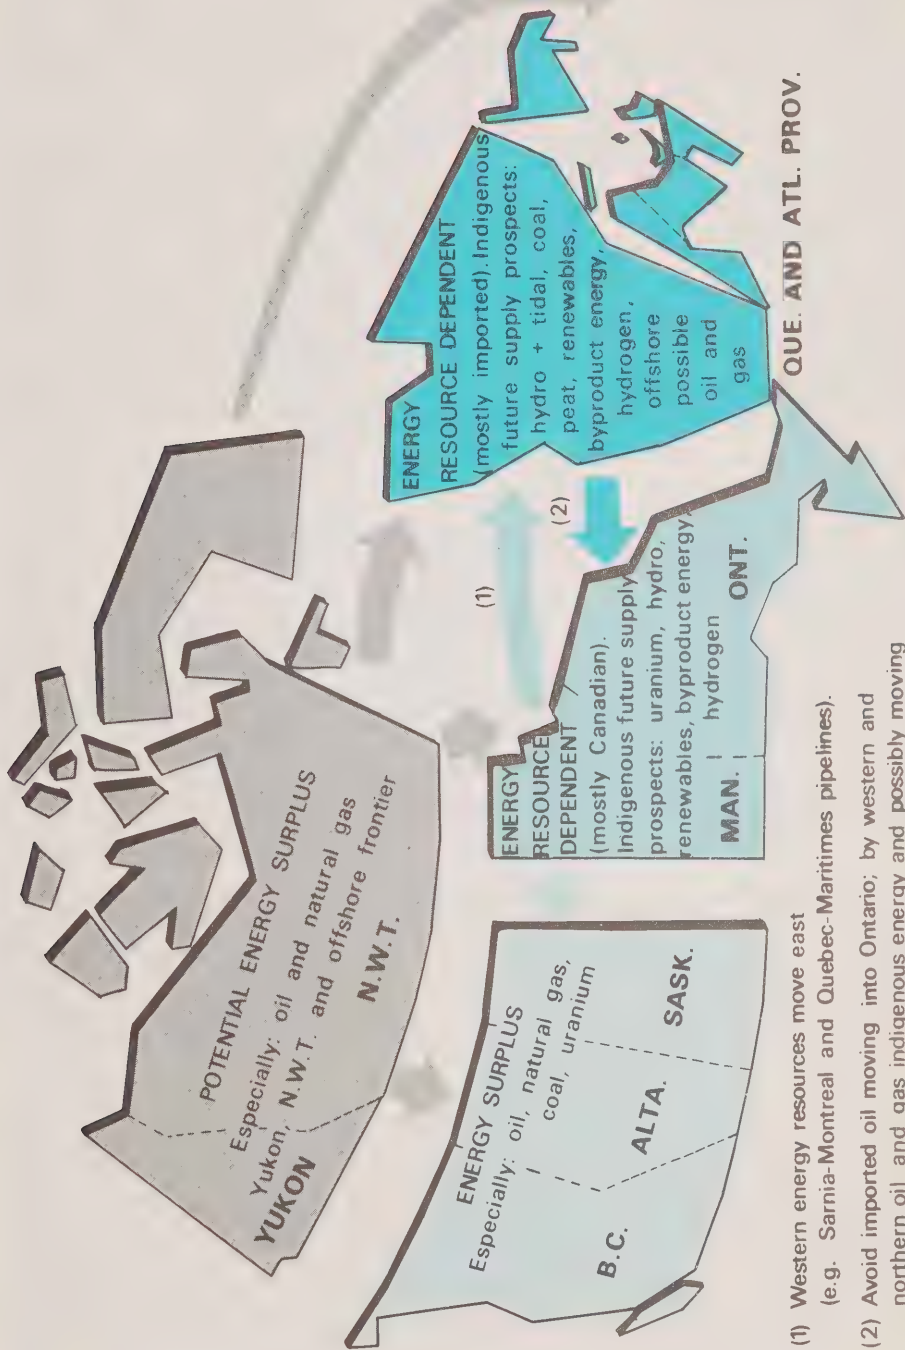 POTENTIAL ENERGY SURPLUS
Especially: oil and natural gas
Yukon, N.W.T. and offshore frontier
YUKON
N.W.T.
ENERGY SURPLUS
Especially: oil, natural gas,
coal, uranium
B.C.
ALTA.
SASK.
ENERGY
RESOURCE
DEPENDENT
(mostly Canadian).
Indigenous future supply
prospects: uranium, hydro,
renewables, byproduct energy,
hydrogen
MAN.
ONT.
(1)
(2)
ENERGY
RESOURCE DEPENDENT
(mostly imported). Indigenous
future supply prospects:
hydro + tidal, coal,
peat, renewables,
byproduct energy,
hydrogen,
offshore
possible
oil and
gas
QUE. AND ATL. PROV.
(1) Western energy resources move east
(e.g. Sarnia-Montreal and Quebec-Maritimes pipelines).
(2) Avoid imported oil moving into Ontario; by western and
northern oil and gas indigenous energy and possibly moving